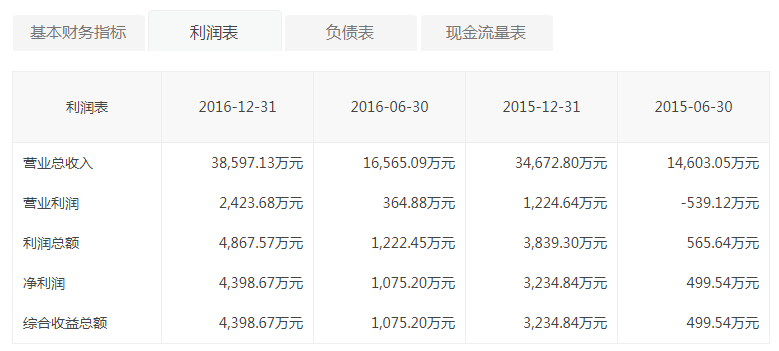 基本财务指标 利润表 负债表 现金流量表
利润表 2016-12-31 2016-06-30 2015-12-31 2015-06-30
营业总收入 38,597.13万元 16,565.09万元 34,672.80万元 14,603.05万元
营业利润 2,423.68万元 364.88万元 1,224.64万元 -539.12万元
利润总额 4,867.57万元 1,222.45万元 3,839.30万元 565.64万元
净利润 4,398.67万元 1,075.20万元 3,234.84万元 499.54万元
综合收益总额 4,398.67万元 1,075.20万元 3,234.84万元 499.54万元